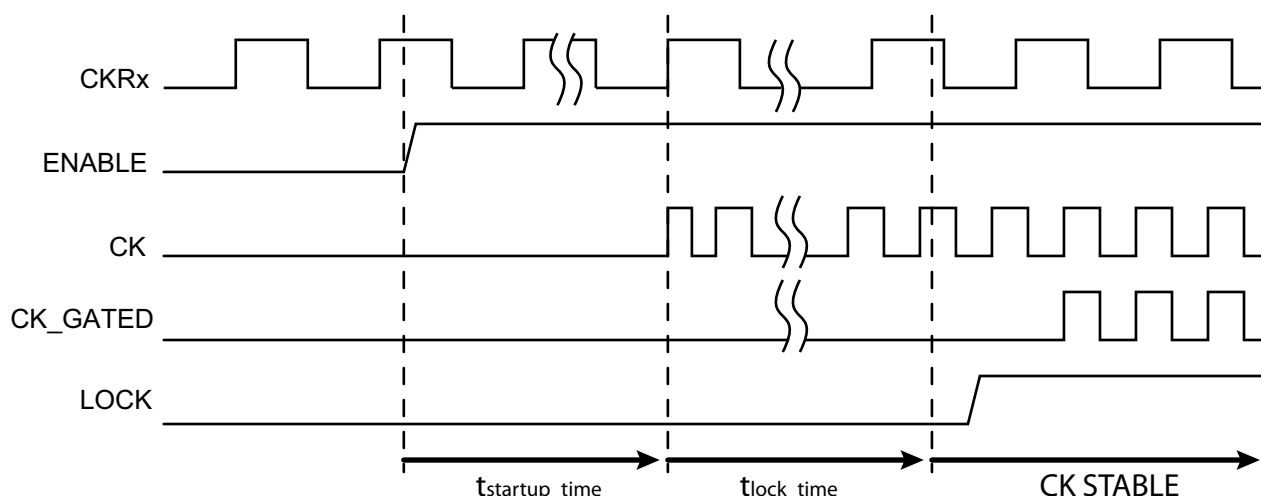 CKRx
ENABLE
CK
CK_GATED
LOCK
tstartup_time
tlock_time
CK STABLE